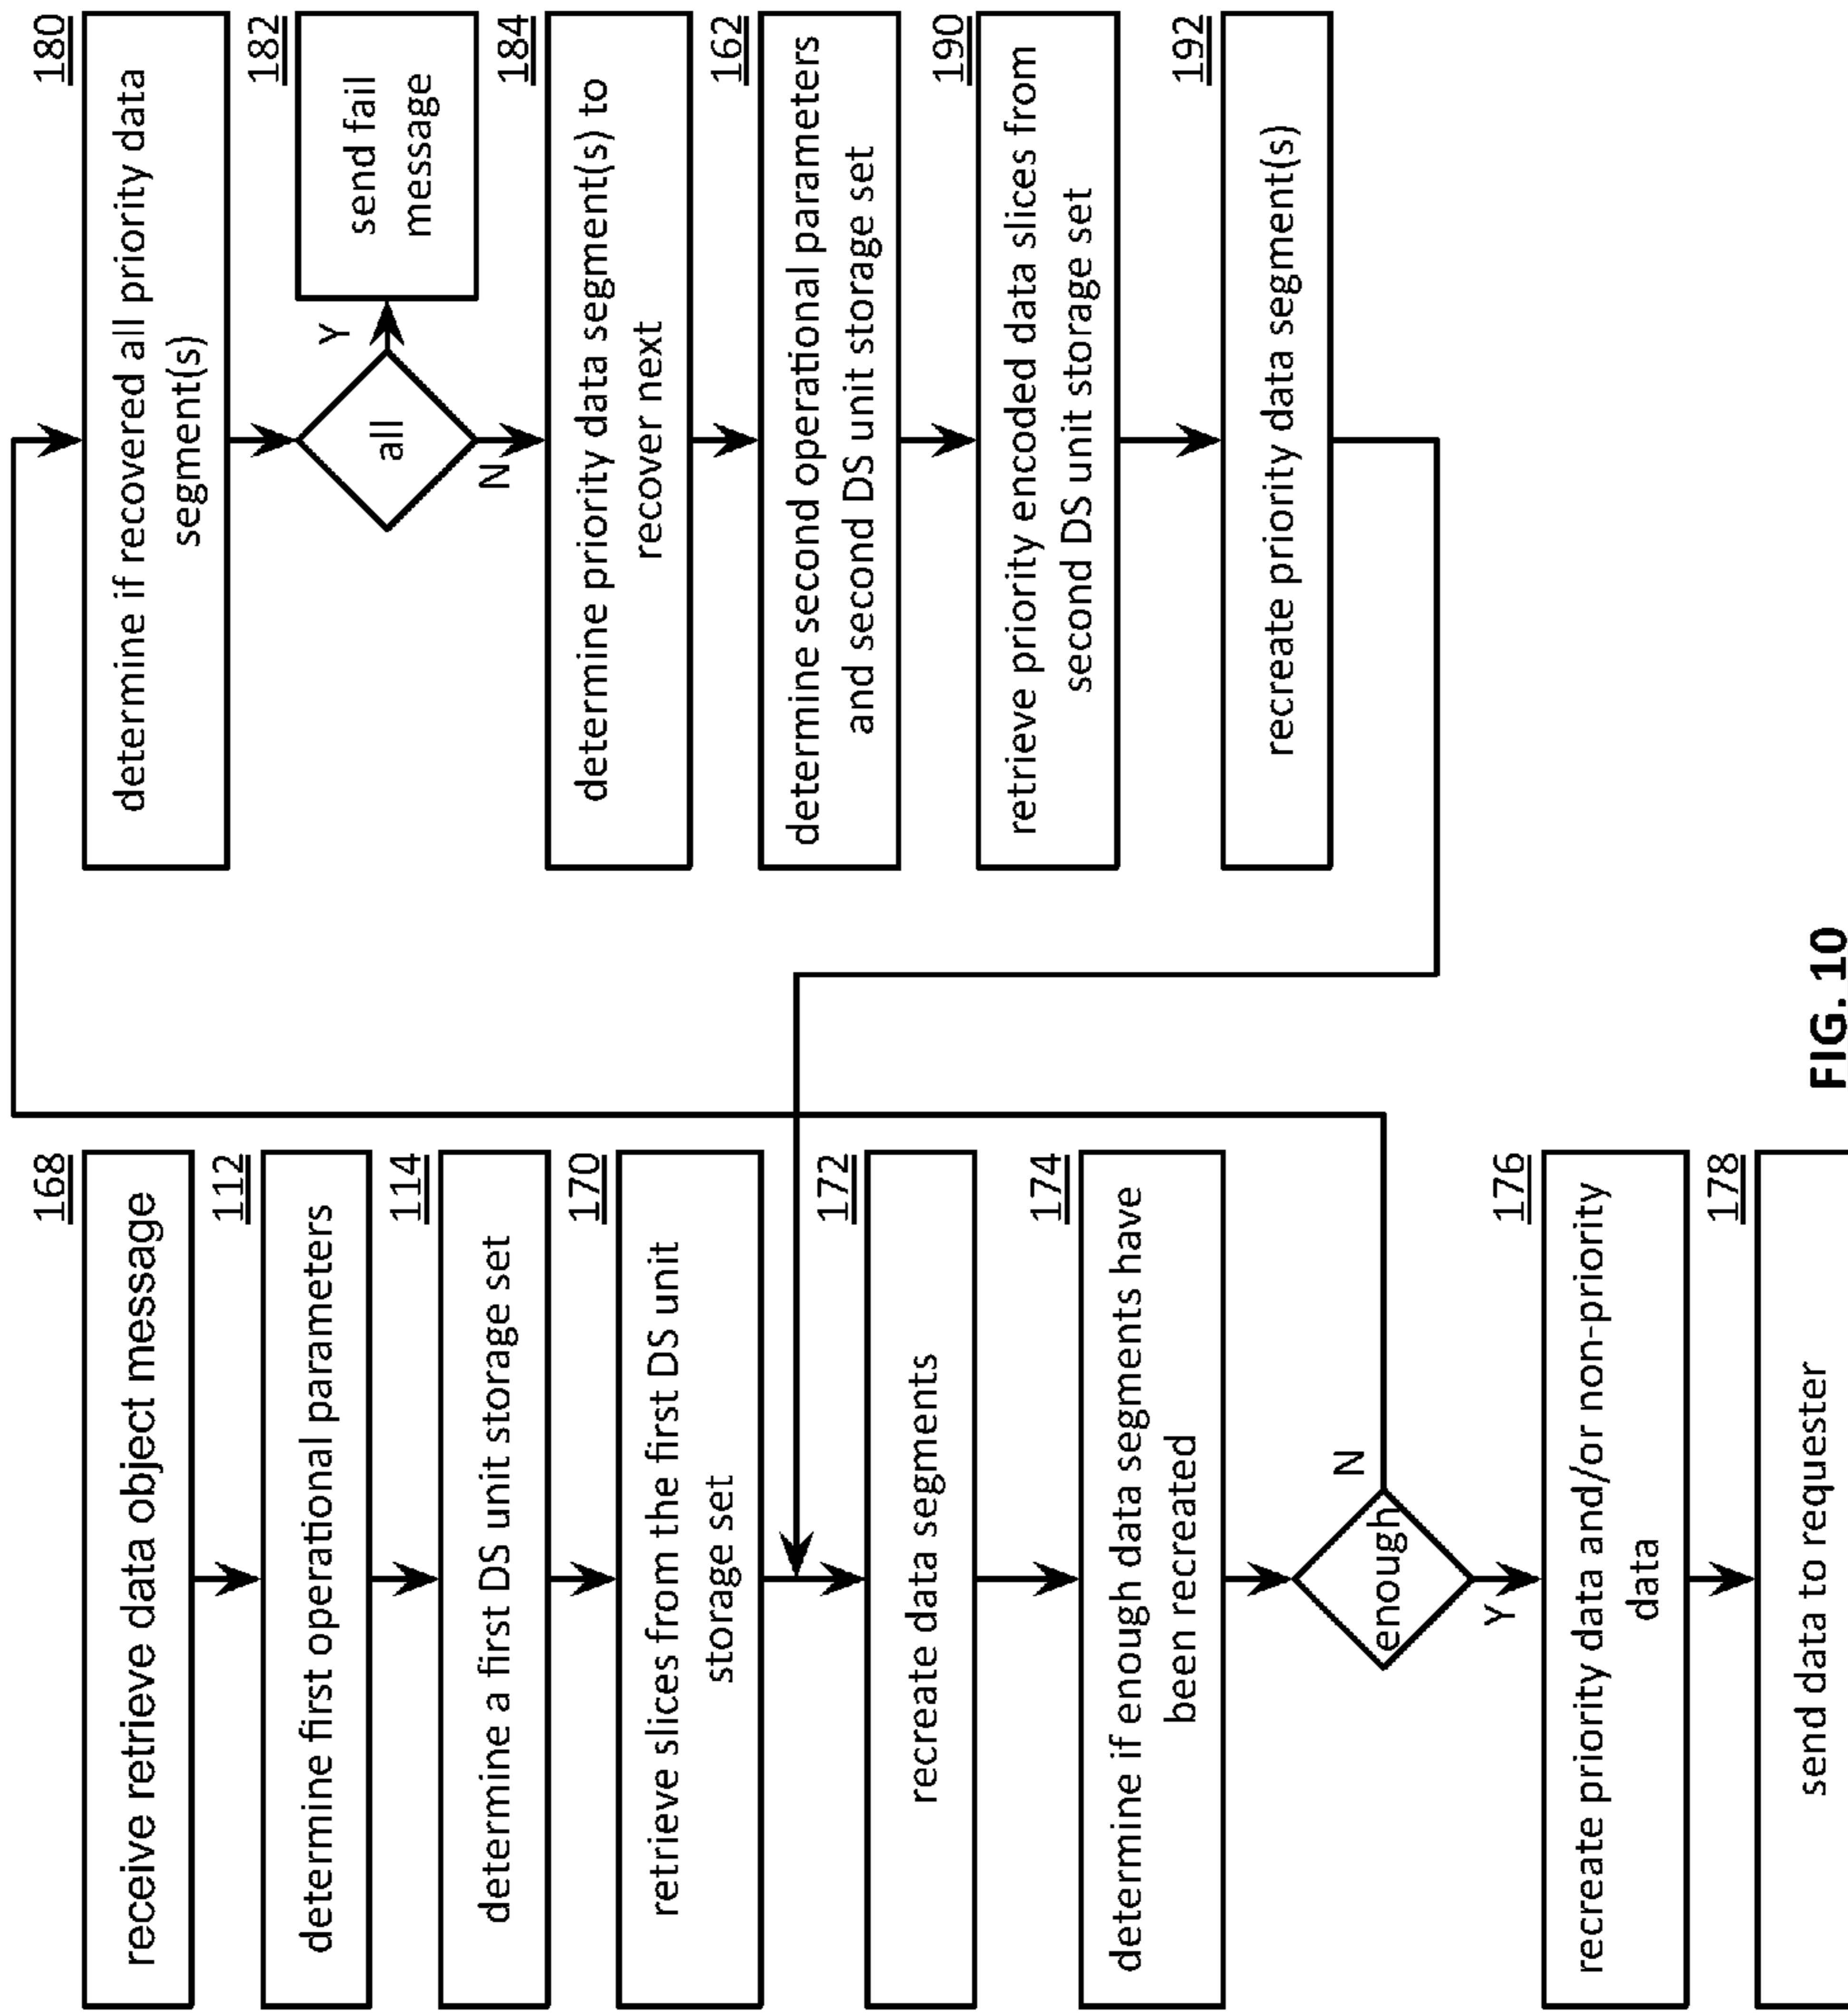 168
receive retrieve data object message
112
determine first operational parameters
114
determine a first DS unit storage set
170
retrieve slices from the first DS unit
storage set
172
recreate data segments
174
determine if enough data segments have
been recreated
enough
N
Y
176
recreate priority data and/or non-priority
data
178
send data to requester
180
determine if recovered all priority data
segment(s)
all
Y
182
send fail
message
N
184
determine priority data segment(s) to
recover next
162
determine second operational parameters
and second DS unit storage set
190
retrieve priority encoded data slices from
second DS unit storage set
192
recreate priority data segment(s)
FIG. 10